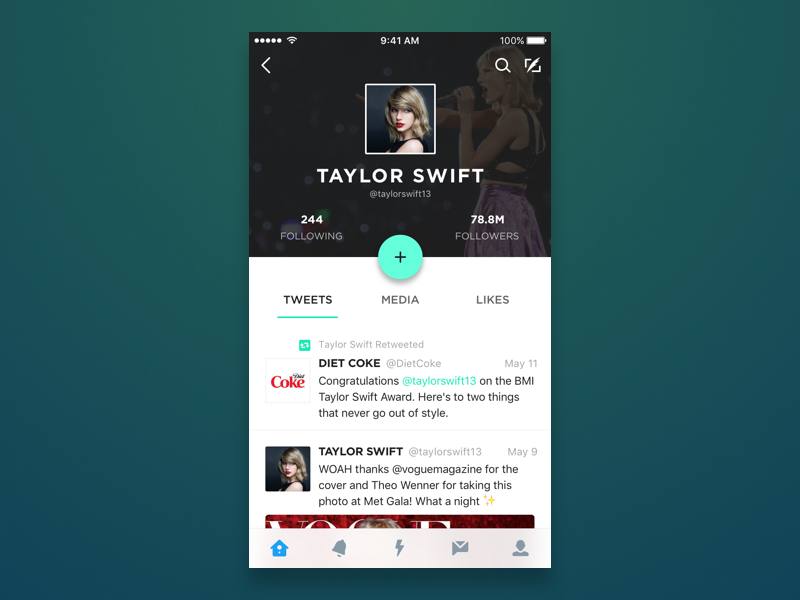 9:41 AM
100%
TAYLOR SWIFT
@taylorswift13
244
78.8M
FOLLOWING
FOLLOWERS
+
TWEETS
MEDIA
LIKES
Taylor Swift Retweeted
DIET COKE @DietCoke May 11
Diet
Coke
Congratulations @taylorswift13 on the BMI
Taylor Swift Award. Here's to two things
that never go out of style.
TAYLOR SWIFT @taylorswift13 May 9
WOAH thanks @voguemagazine for the
cover and Theo Wenner for taking this
photo at Met Gala! What a night ✨
VOGUE